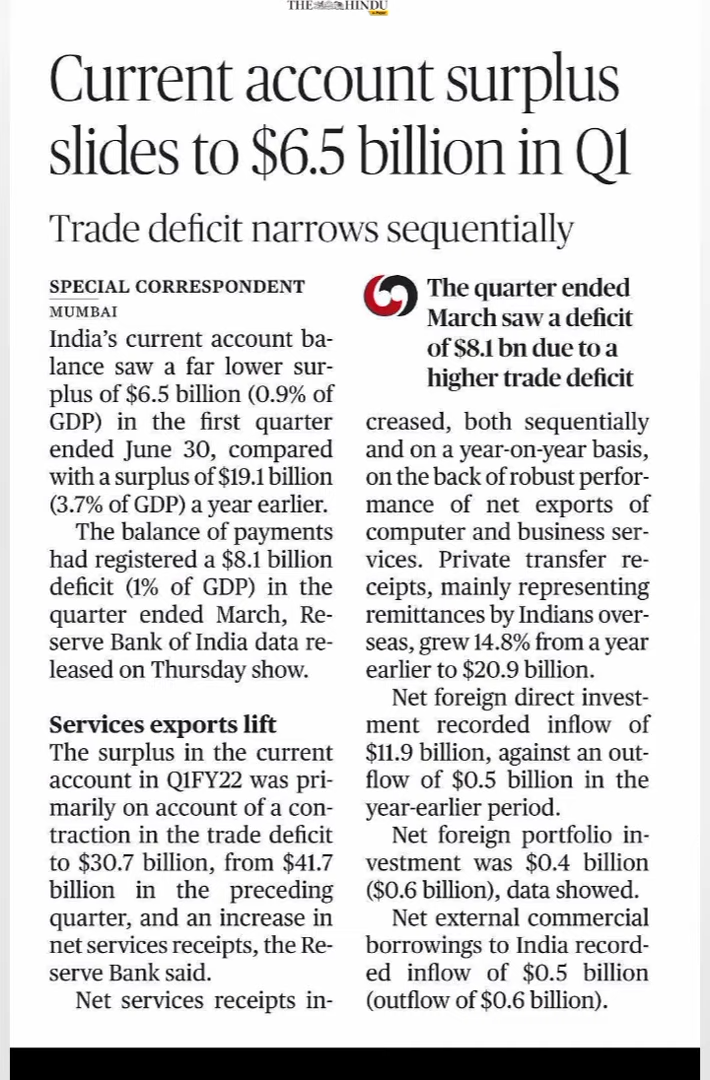 THE HINDU
Current account surplus
slides to $6.5 billion in Q1
Trade deficit narrows sequentially
SPECIAL CORRESPONDENT
MUMBAI
India’s current account ba-
lance saw a far lower sur-
plus of $6.5 billion (0.9% of
GDP) in the first quarter
ended June 30, compared
with a surplus of $19.1 billion
(3.7% of GDP) a year earlier.
The balance of payments
had registered a $8.1 billion
deficit (1% of GDP) in the
quarter ended March, Re-
serve Bank of India data re-
leased on Thursday show.
Services exports lift
The surplus in the current
account in Q1FY22 was pri-
marily on account of a con-
traction in the trade deficit
to $30.7 billion, from $41.7
billion in the preceding
quarter, and an increase in
net services receipts, the Re-
serve Bank said.
Net services receipts in-
The quarter ended
March saw a deficit
of $8.1 bn due to a
higher trade deficit
creased, both sequentially
and on a year-on-year basis,
on the back of robust perfor-
mance of net exports of
computer and business ser-
vices. Private transfer re-
ceipts, mainly representing
remittances by Indians over-
seas, grew 14.8% from a year
earlier to $20.9 billion.
Net foreign direct invest-
ment recorded inflow of
$11.9 billion, against an out-
flow of $0.5 billion in the
year-earlier period.
Net foreign portfolio in-
vestment was $0.4 billion
($0.6 billion), data showed.
Net external commercial
borrowings to India record-
ed inflow of $0.5 billion
(outflow of $0.6 billion).